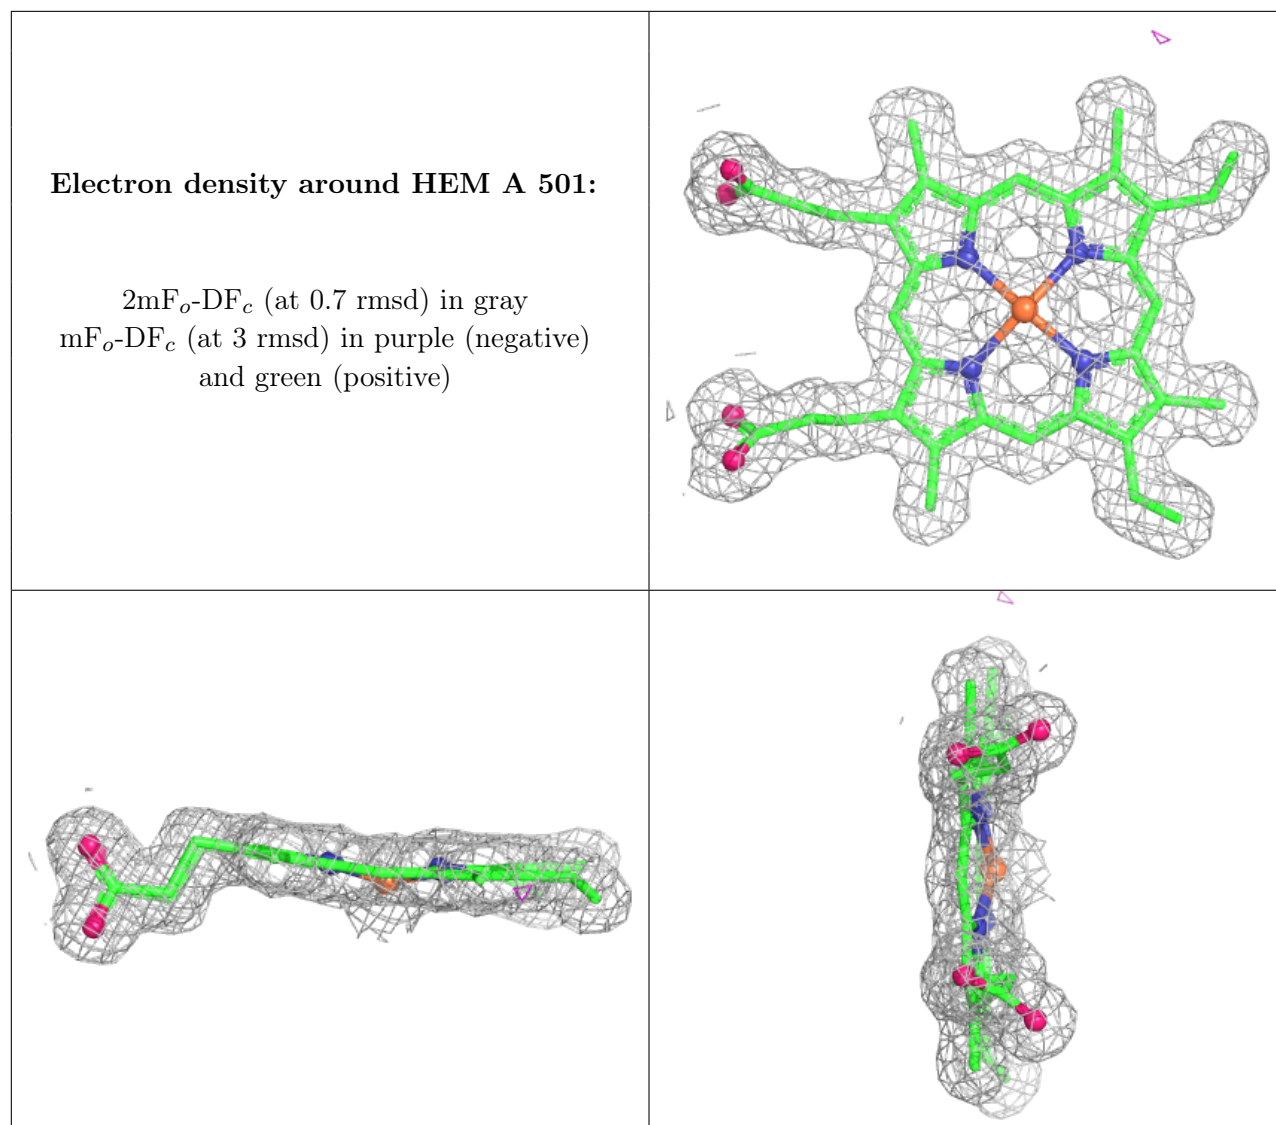 Electron density around HEM A 501:
2mFo-DFc (at 0.7 rmsd) in gray
mFo-DFc (at 3 rmsd) in purple (negative)
and green (positive)